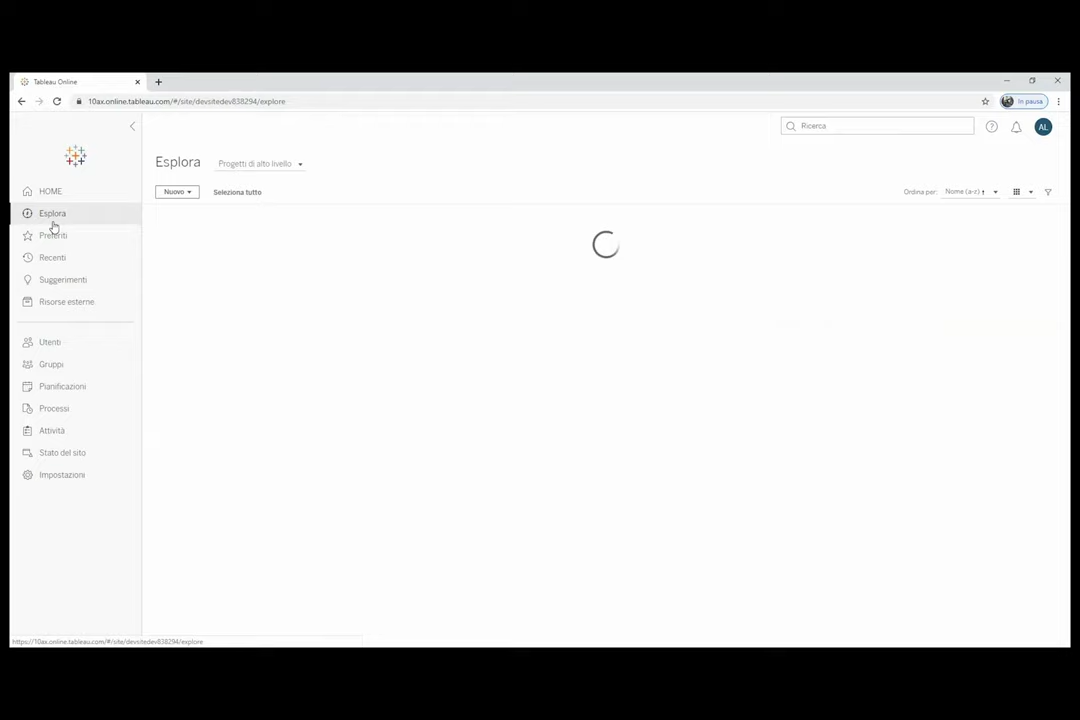 Tableau Online
10ax.online.tableau.com/#/site/devsitedev838294/explore
In pausa
Ricerca
AL
Esplora
Progetti di alto livello
Nuovo
Seleziona tutto
Ordina per:
Nome (a-z)
HOME
Esplora
Preferiti
Recenti
Suggerimenti
Risorse esterne
Utenti
Gruppi
Pianificazioni
Processi
Attività
Stato del sito
Impostazioni
https://10ax.online.tableau.com/#/site/devsitedev838294/explore